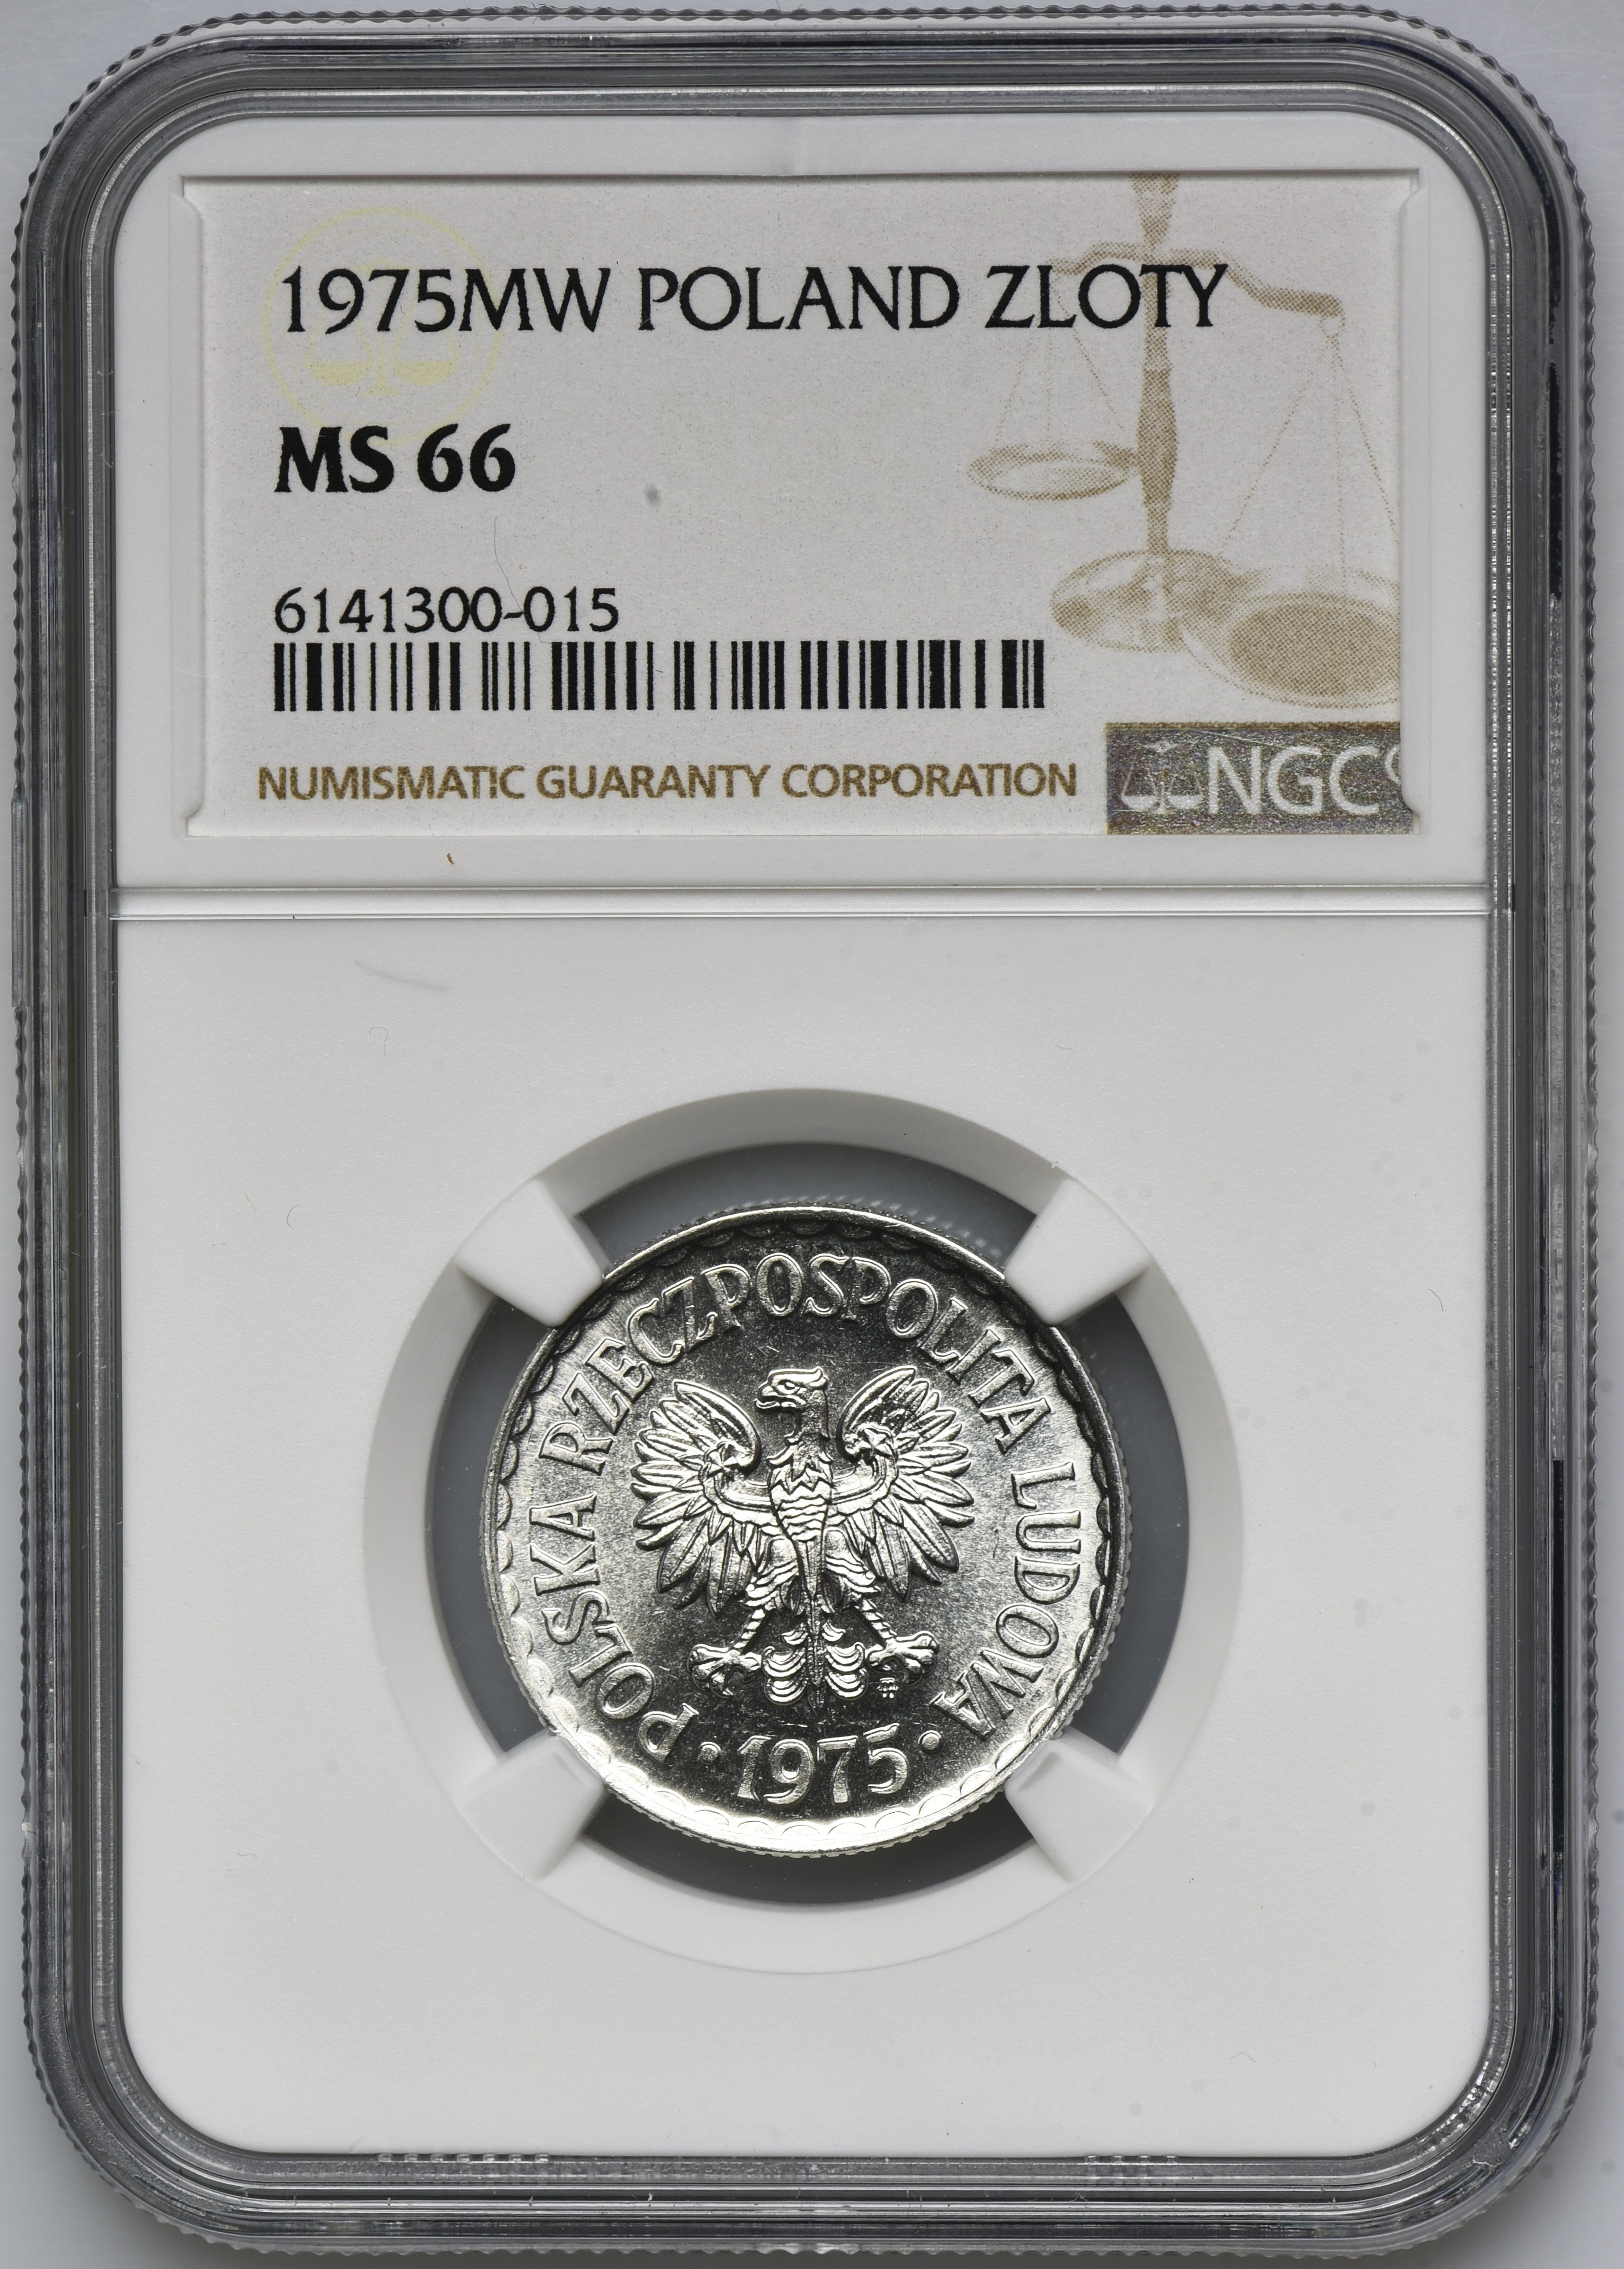 1975MW POLAND ZLOTY
MS 66
6141300-015
NUMISMATIC GUARANTY CORPORATION
NGC
POLSKA RZECZPOSPOLITA LUDOWA
· 1975 ·